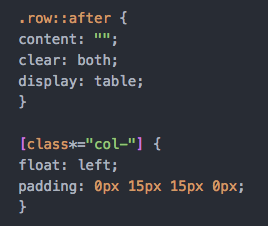 .row::after {
content: "";
clear: both;
display: table;
}

[class*="col-"] {
float: left;
padding: 0px 15px 15px 0px;
}